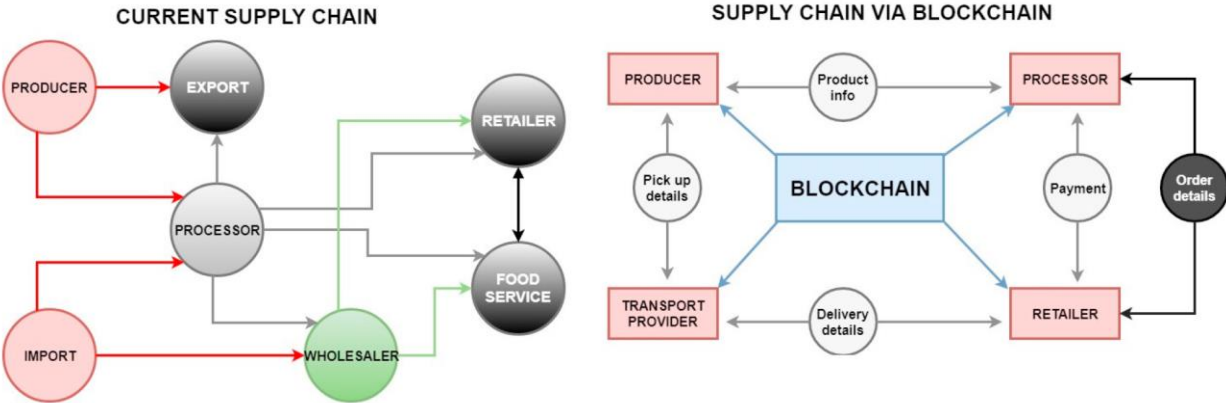 CURRENT SUPPLY CHAIN
PRODUCER
EXPORT
RETAILER
PROCESSOR
FOOD
SERVICE
IMPORT
WHOLESALER
SUPPLY CHAIN VIA BLOCKCHAIN
PRODUCER
Product
info
PROCESSOR
Pick up
details
BLOCKCHAIN
Payment
Order
details
TRANSPORT
PROVIDER
Delivery
details
RETAILER